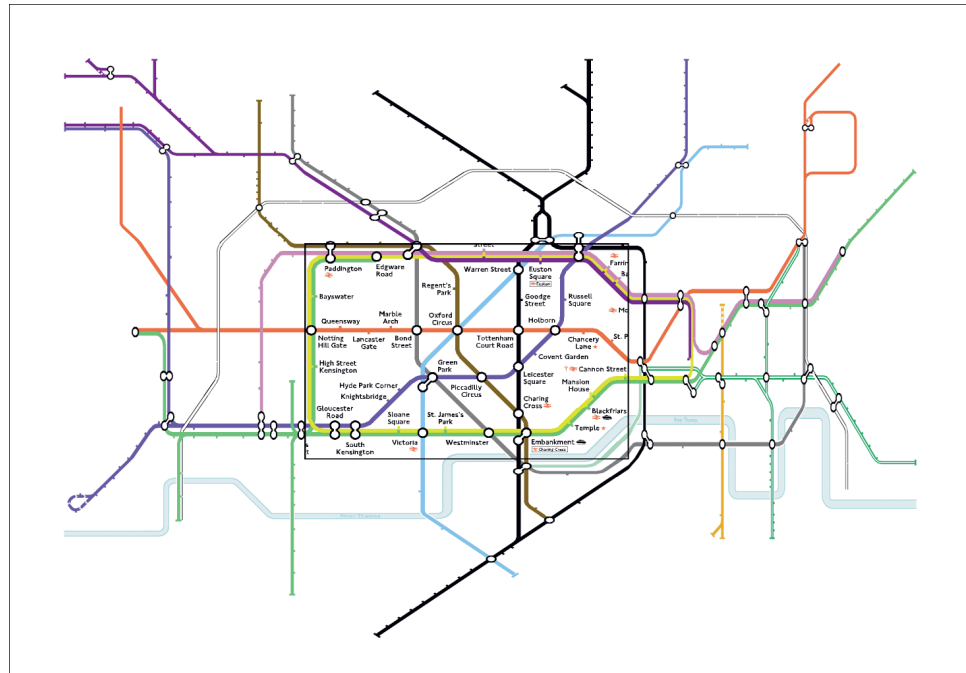 Street
Paddington
Edgware
Road
Warren Street
Euston
Square
Farrin
Ba
Bayswater
Regent's
Park
Goodge
Street
Russell
Square
Mo
Queensway
Marble
Arch
Oxford
Circus
Holborn
Notting
Hill Gate
Lancaster
Gate
Bond
Street
Tottenham
Court Road
Chancery
Lane
St. P
Covent Garden
High Street
Kensington
Green
Park
Leicester
Square
Cannon Street
Hyde Park Corner
Knightsbridge
Piccadilly
Circus
Mansion
House
Gloucester
Road
Sloane
Square
St. James's
Park
Charing
Cross
Blackfriars
Temple
South
Kensington
Victoria
Westminster
Embankment
Charing Cross
t